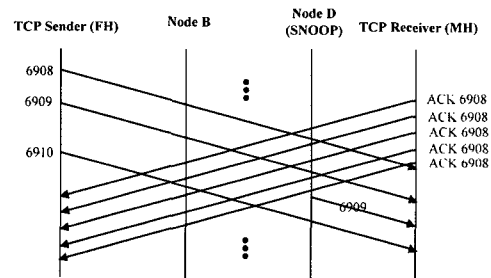 TCP Sender (FH)
Node B
Node D
(SNOOP)
TCP Receiver (MH)
6908
6909
6910
ACK 6908
ACK 6908
ACK 6908
ACK 6908
ACK 6908
6909